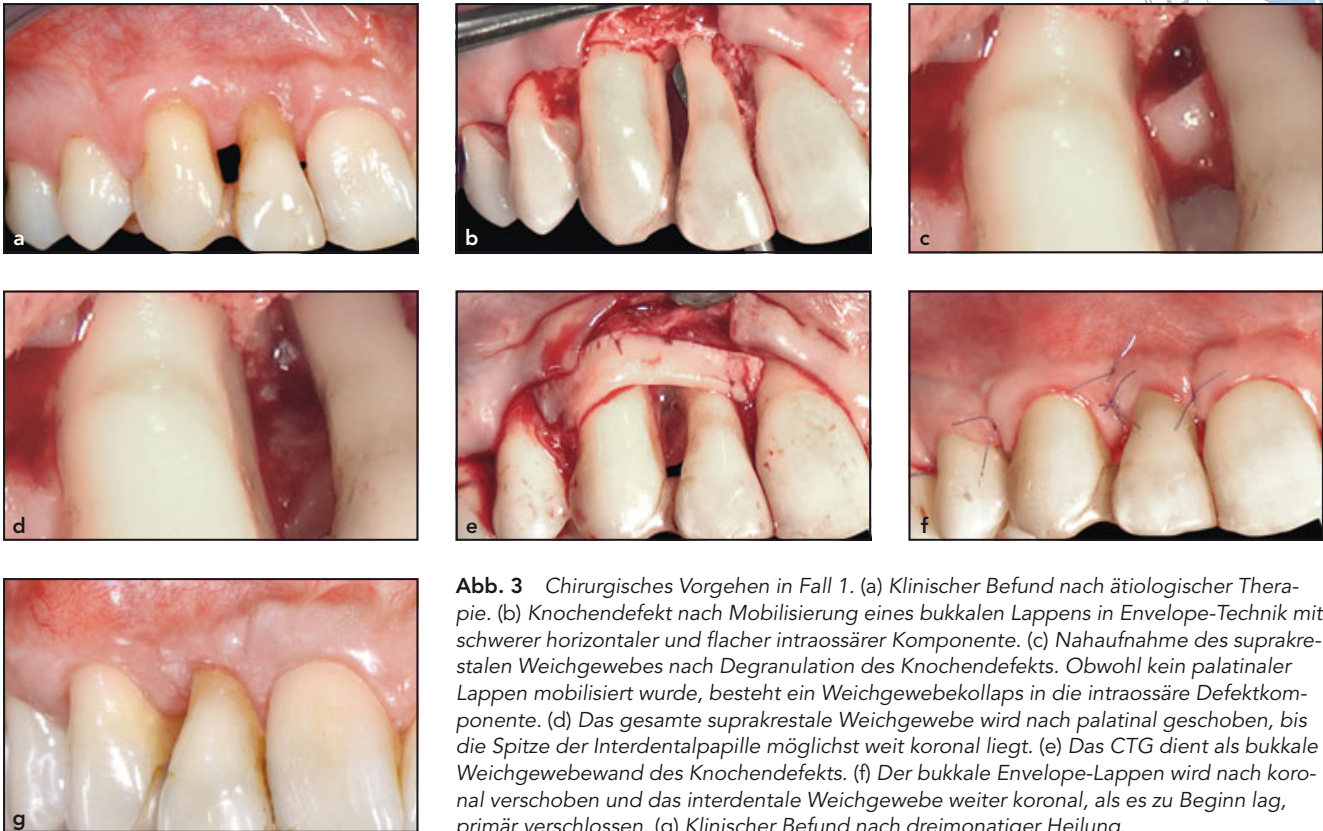 a
b
c
d
e
f
g
Abb. 3 Chirurgisches Vorgehen in Fall 1. (a) Klinischer Befund nach ätiologischer Thera-
pie. (b) Knochendefekt nach Mobilisierung eines bukkalen Lappens in Envelope-Technik mit
schwerer horizontaler und flacher intraossärer Komponente. (c) Nahaufnahme des suprakre-
stalen Weichgewebes nach Degranulation des Knochendefekts. Obwohl kein palatinaler
Lappen mobilisiert wurde, besteht ein Weichgewebekollaps in die intraossäre Defektkom-
ponente. (d) Das gesamte suprakrestale Weichgewebe wird nach palatinal geschoben, bis
die Spitze der Interdentalpapille möglichst weit koronal liegt. (e) Das CTG dient als bukkale
Weichgewebewand des Knochendefekts. (f) Der bukkale Envelope-Lappen wird nach koro-
nal verschoben und das interdentale Weichgewebe weiter koronal, als es zu Beginn lag,
primär verschlossen. (g) Klinischer Befund nach dreimonatiger Heilung.